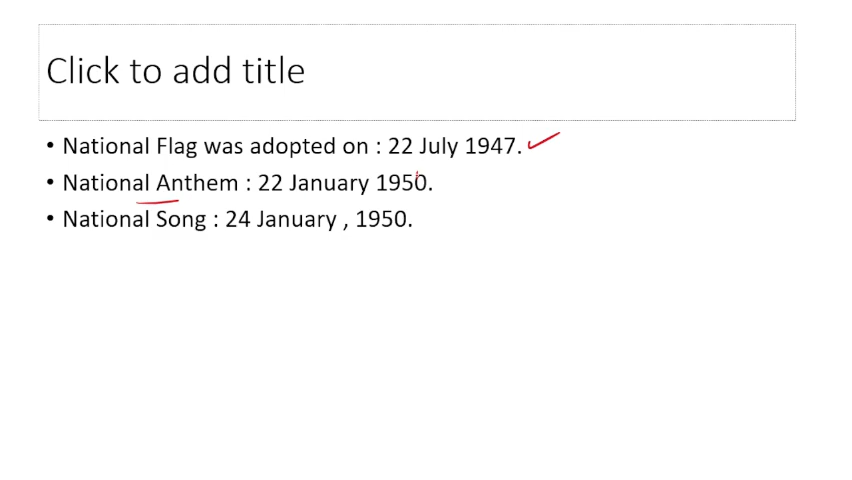 Click to add title
• National Flag was adopted on : 22 July 1947.
• National Anthem : 22 January 1950.
• National Song : 24 January , 1950.